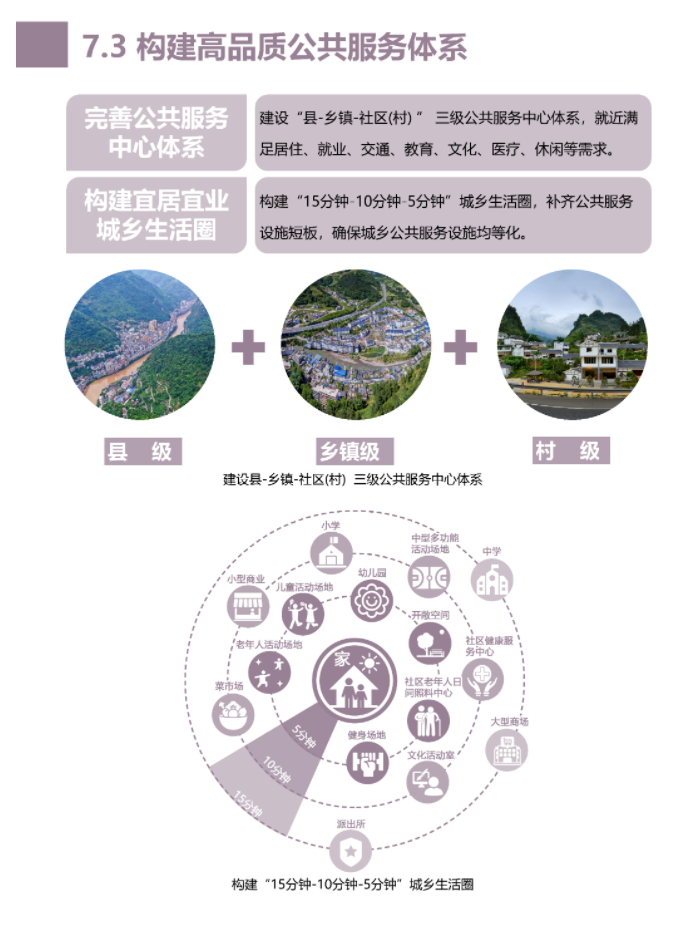 7.3 构建高品质公共服务体系
完善公共服务
中心体系
建设“县-乡镇-社区(村) ” 三级公共服务中心体系，就近满
足居住、就业、交通、教育、文化、医疗、休闲等需求。
构建宜居宜业
城乡生活圈
构建“15分钟-10分钟-5分钟”城乡生活圈，补齐公共服务
设施短板，确保城乡公共服务设施均等化。
县 级
乡镇级
村 级
建设县-乡镇-社区(村) 三级公共服务中心体系
小学
中型多功能
活动场地
中学
小型商业
儿童活动场地
幼儿园
开敞空间
老年人活动场地
家
社区健康服
务中心
菜市场
社区老年人日
间照料中心
大型商场
5分钟
健身场地
文化活动室
10分钟
15分钟
派出所
构建“15分钟-10分钟-5分钟”城乡生活圈